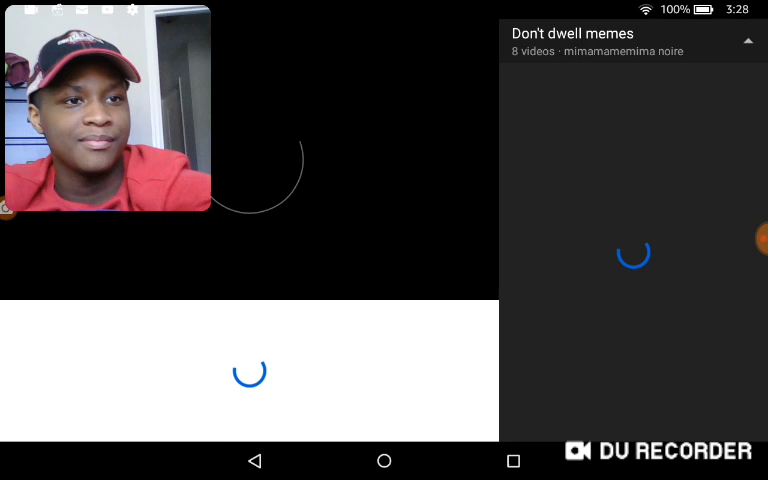 100% 3:28
Don't dwell memes
8 videos · mimamamemima noire
DU RECORDER